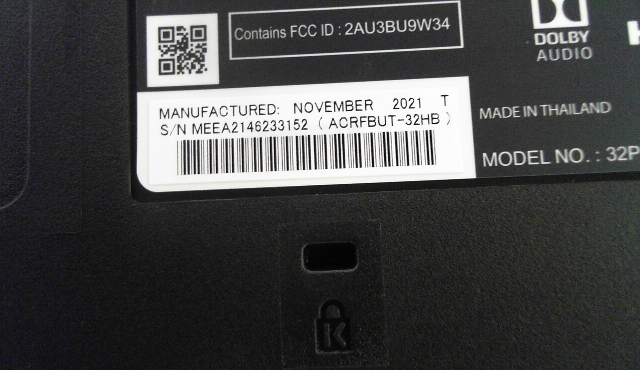 Contains FCC ID : 2AU3BU9W34
DOLBY
AUDIO
MANUFACTURED: NOVEMBER 2021 T
S/N MEEA2146233152 ( ACRFBUT-32HB )
MADE IN THAILAND
MODEL NO. : 32P
K